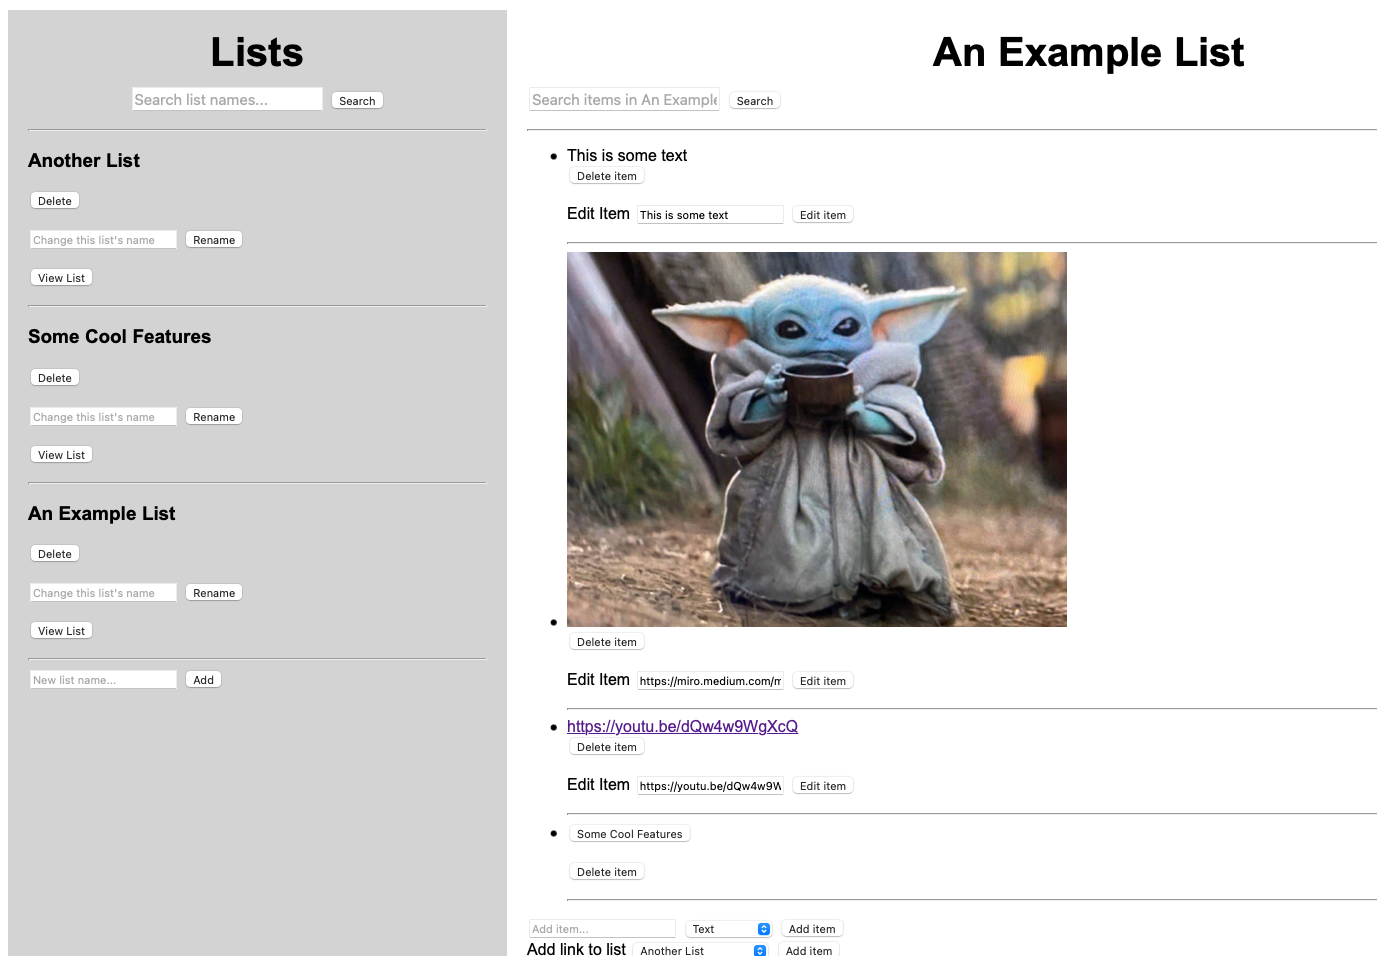 Lists
Search list names...
Search
Another List
Delete
Change this list's name
Rename
View List
Some Cool Features
Delete
Change this list's name
Rename
View List
An Example List
Delete
Change this list's name
Rename
View List
New list name...
Add
An Example List
Search items in An Example
Search
This is some text
Delete item
Edit Item This is some text Edit item
Delete item
Edit Item https://miro.medium.com/m Edit item
https://youtu.be/dQw4w9WgXcQ
Delete item
Edit Item https://youtu.be/dQw4w9W Edit item
Some Cool Features
Delete item
Add item... Text Add item
Add link to list Another List Add item